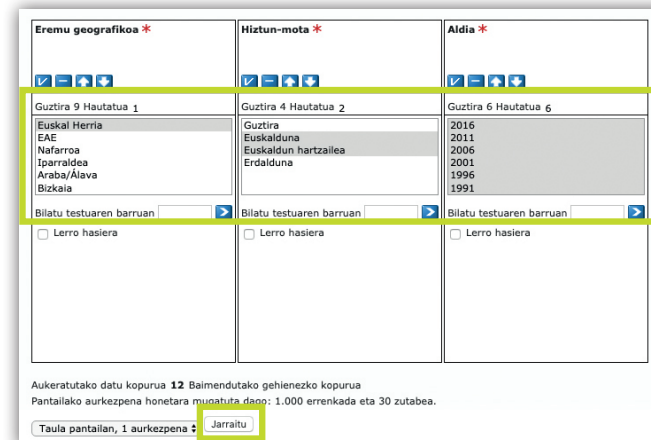 Eremu geografikoa *
Hiztun-mota *
Aldia *
Guztira 9 Hautatua 1
Guztira 4 Hautatua 2
Guztira 6 Hautatua 6
Euskal Herria
EAE
Nafarroa
Iparraldea
Araba/Álava
Bizkaia
Guztira
Euskalduna
Euskaldun hartzailea
Erdalduna
2016
2011
2006
2001
1996
1991
Bilatu testuaren barruan
Bilatu testuaren barruan
Bilatu testuaren barruan
Lerro hasiera
Lerro hasiera
Lerro hasiera
Aukeratutako datu kopurua 12 Baimendutako gehienezko kopurua
Pantailako aurkezpena honetara mugatuta dago: 1.000 errenkada eta 30 zutabea.
Taula pantailan, 1 aurkezpena
Jarraitu